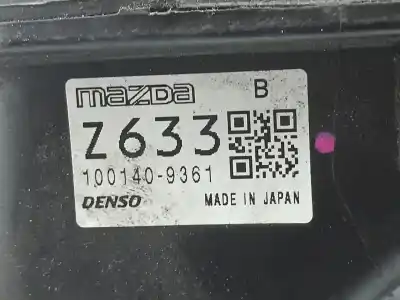 mazda B
Z633
100140-9361
DENSO MADE IN JAPAN